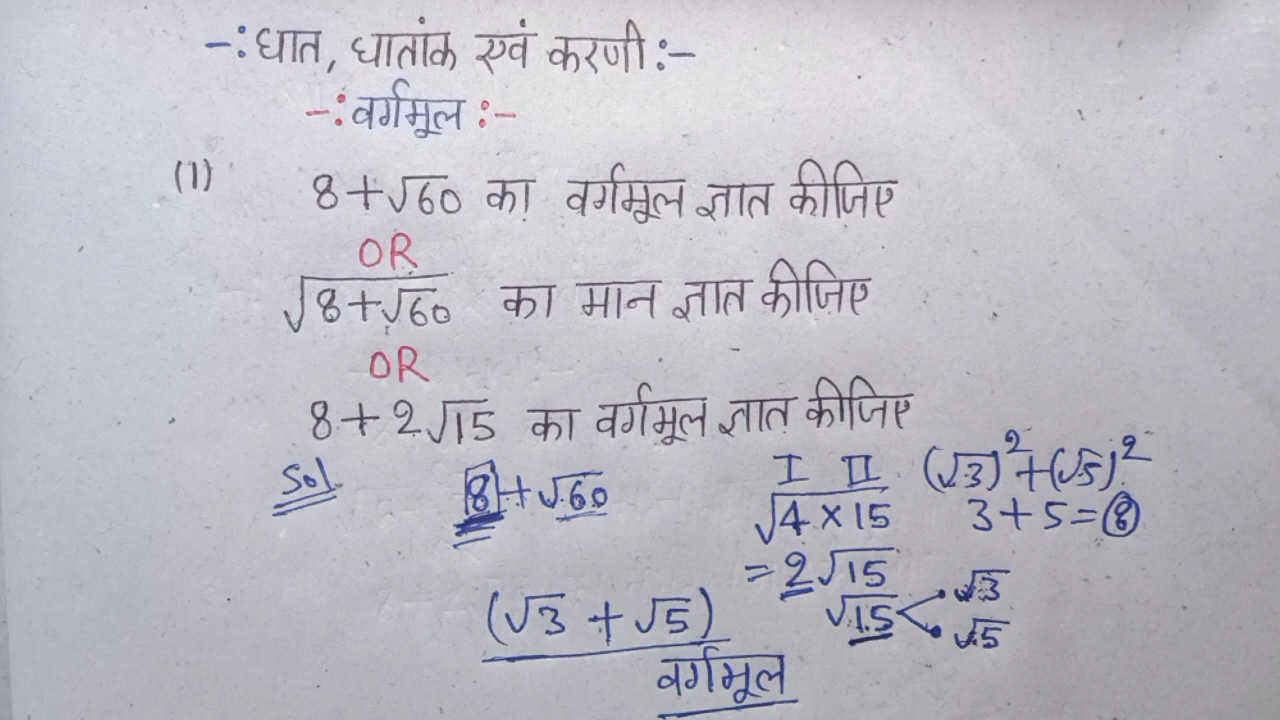 -:घात, घातांक एवं करणी:-
-:वर्गमूल:-
(1) 8+√60 का वर्गमूल ज्ञात कीजिए
OR
√(8+√60) का मान ज्ञात कीजिए
OR
8+2√15 का वर्गमूल ज्ञात कीजिए
Sol. 8+√60
I II
√(4×15)
=2√15
√15 < √3
√5
(√3)²+(√5)²
3+5=8
(√3+√5)
वर्गमूल